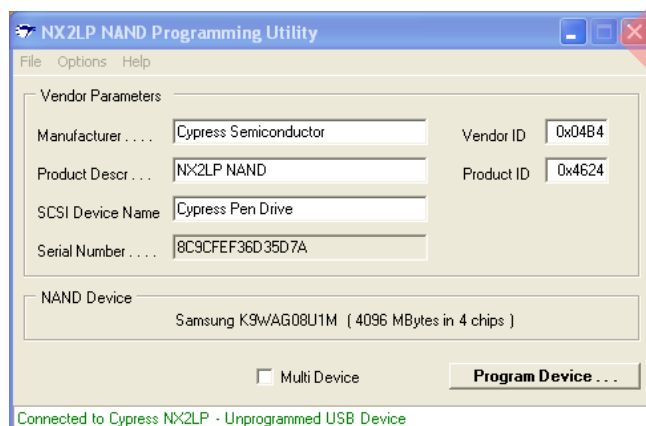 NX2LP NAND Programming Utility
File Options Help
Vendor Parameters
Manufacturer . . . . Cypress Semiconductor Vendor ID 0x04B4
Product Descr . . . NX2LP NAND Product ID 0x4624
SCSI Device Name Cypress Pen Drive
Serial Number . . . . 8C9CFEF36D35D7A
NAND Device
Samsung K9WAG08U1M ( 4096 MBytes in 4 chips )
Multi Device Program Device . . .
Connected to Cypress NX2LP - Unprogrammed USB Device